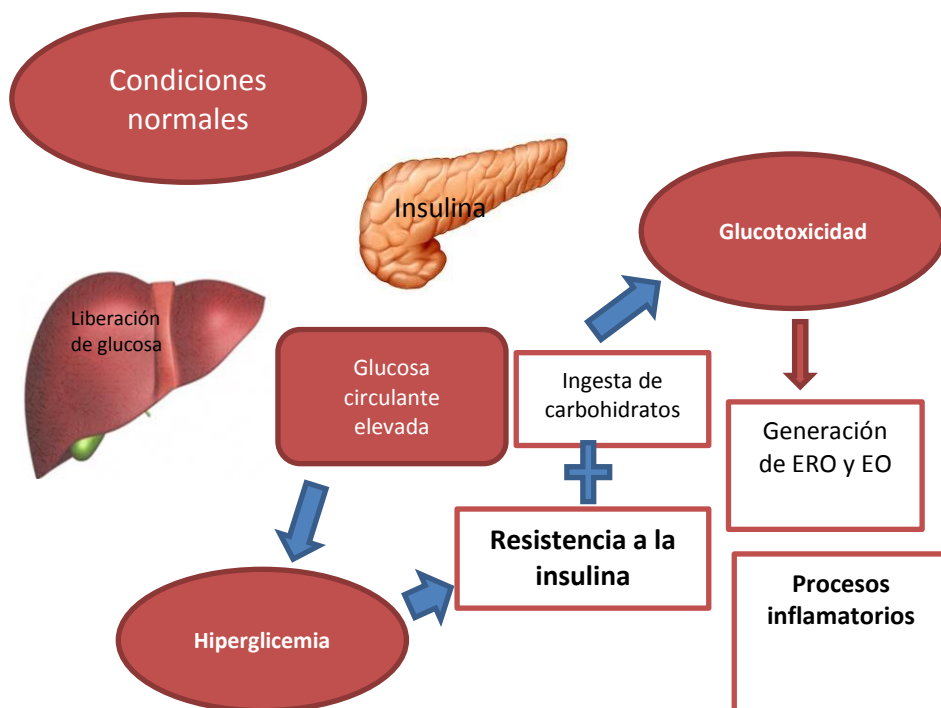 Condiciones
normales
Insulina
Glucotoxicidad
Liberación
de glucosa
Glucosa
circulante
elevada
Ingesta de
carbohidratos
Generación
de ERO y EO
Resistencia a la
insulina
Procesos
inflamatorios
Hiperglicemia